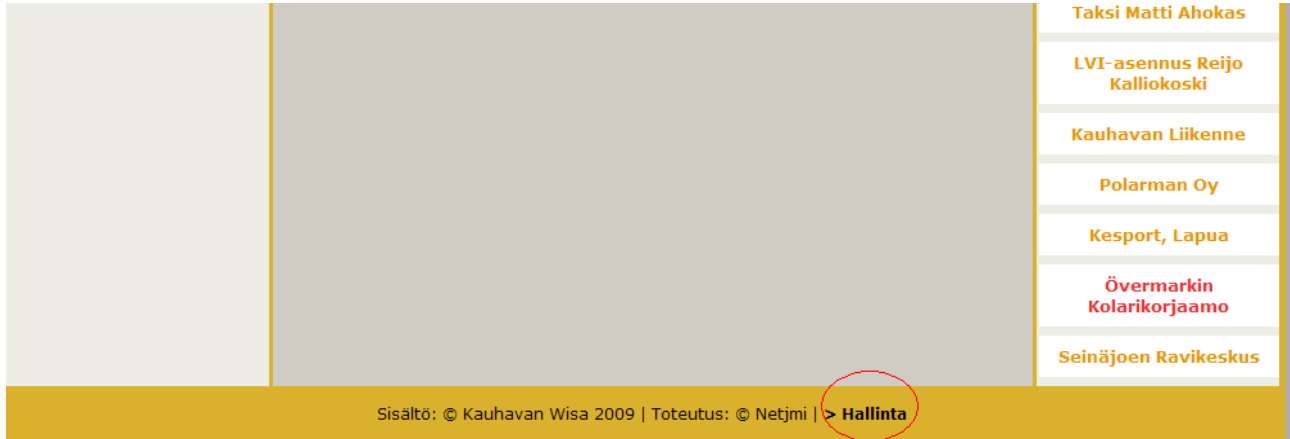 Taksi Matti Ahokas
LVI-asennus Reijo
Kalliokoski
Kauhavan Liikenne
Polarman Oy
Kesport, Lapua
Övermarkin
Kolarikorjaamo
Seinäjoen Ravikeskus
Sisältö: © Kauhavan Wisa 2009 | Toteutus: © Netjmi | > Hallinta